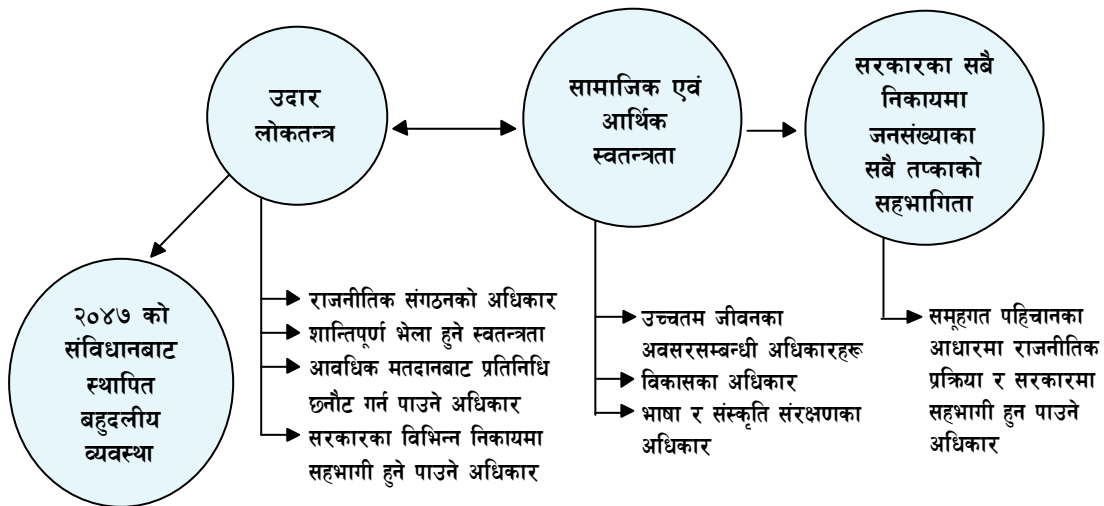 उदार
लोकतन्त्र
सामाजिक एवं
आर्थिक
स्वतन्त्रता
सरकारका सबै
निकायमा
जनसंख्याका
सबै तप्काको
सहभागिता
२०४७ को
संविधानबाट
स्थापित
बहुदलीय
व्यवस्था
राजनीतिक संगठनको अधिकार
शान्तिपूर्ण भेला हुने स्वतन्त्रता
आवधिक मतदानबाट प्रतिनिधि
छनौट गर्न पाउने अधिकार
सरकारका विभिन्न निकायमा
सहभागी हुने पाउने अधिकार
उच्चतम जीवनका
अवसरसम्बन्धी अधिकारहरू
विकासका अधिकार
भाषा र संस्कृति संरक्षणका
अधिकार
समूहगत पहिचानका
आधारमा राजनीतिक
प्रक्रिया र सरकारमा
सहभागी हुन पाउने
अधिकार